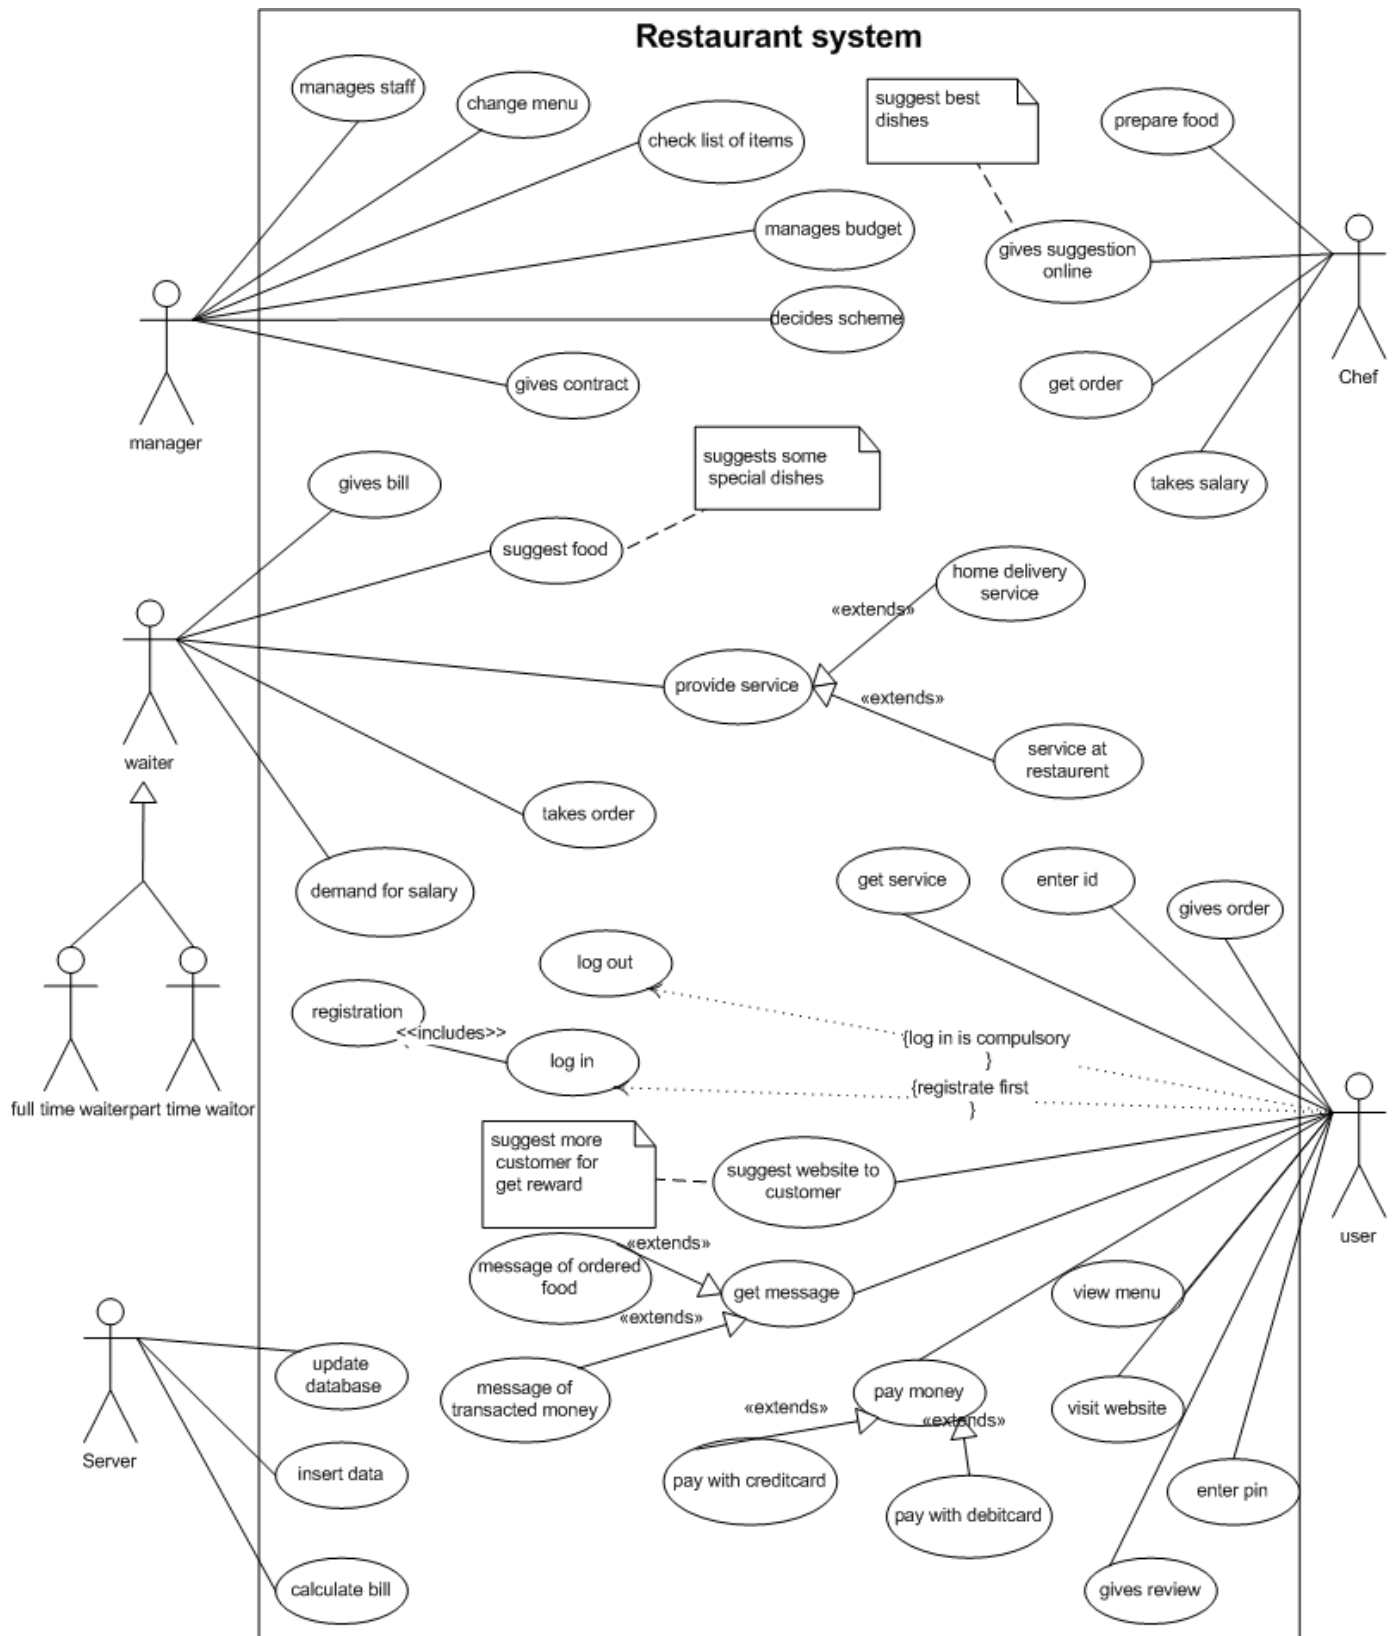 Restaurant system
manages staff
change menu
check list of items
suggest best
dishes
prepare food
manages budget
gives suggestion
online
decides scheme
gives contract
get order
Chef
manager
suggests some
special dishes
gives bill
takes salary
suggest food
home delivery
service
«extends»
provide service
«extends»
service at
restaurent
waiter
takes order
demand for salary
get service
enter id
gives order
log out
registration
<<includes>>
log in
{log in is compulsory
}
{registrate first
}
full time waiter
part time waitor
suggest more
customer for
get reward
suggest website to
customer
user
«extends»
message of ordered
food
get message
view menu
«extends»
update
database
message of
transacted money
pay money
«extends»
«extends»
visit website
Server
insert data
pay with creditcard
pay with debitcard
enter pin
calculate bill
gives review